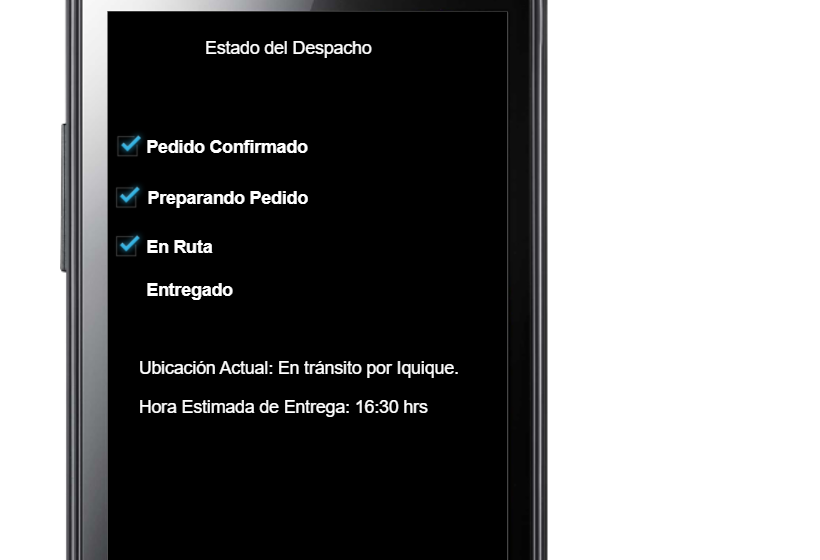 Estado del Despacho
Pedido Confirmado
Preparando Pedido
En Ruta
Entregado
Ubicación Actual: En tránsito por Iquique.
Hora Estimada de Entrega: 16:30 hrs